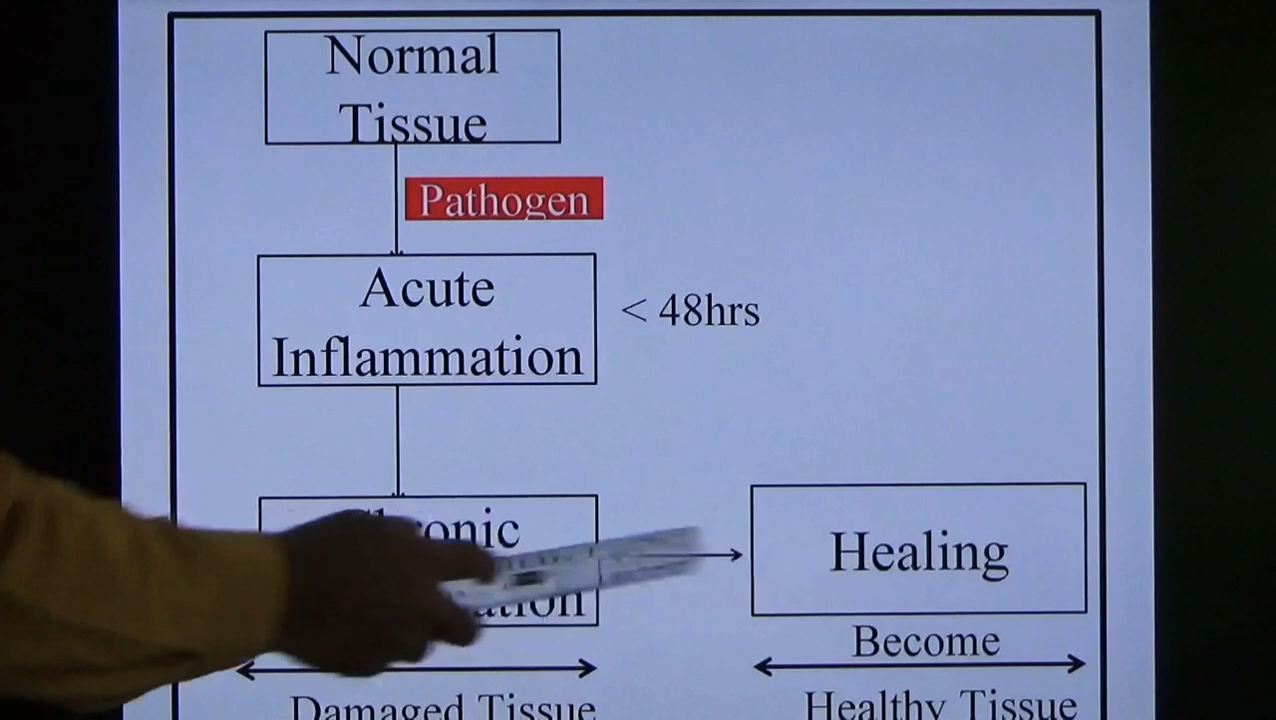 Normal
Tissue
Pathogen
Acute
Inflammation
< 48hrs
Healing
Become
Damaged Tissue
Healthy Tissue